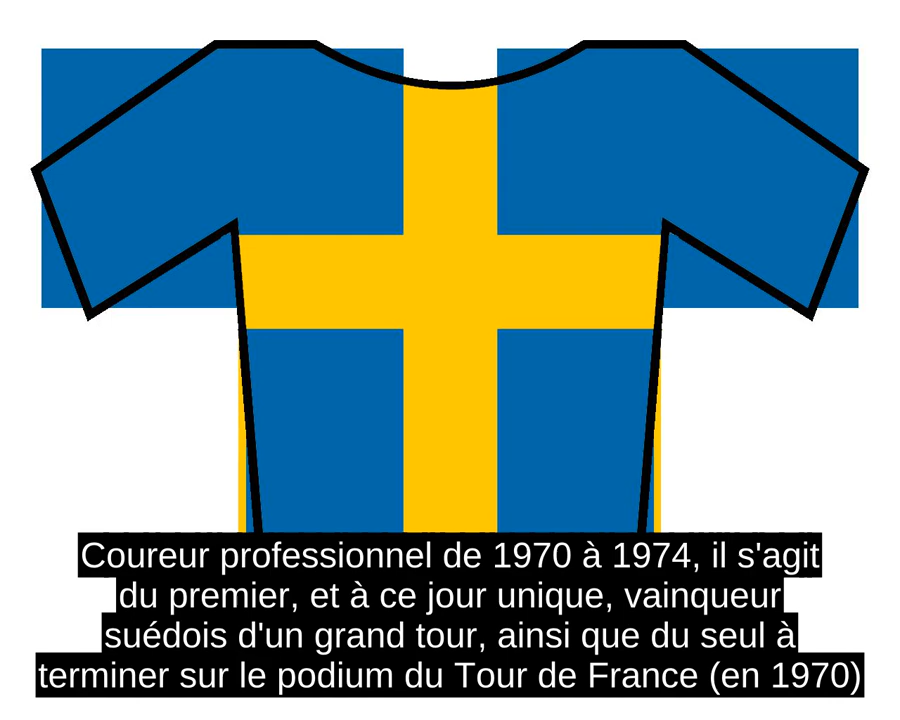 Coureur professionnel de 1970 à 1974, il s'agit
du premier, et à ce jour unique, vainqueur
suédois d'un grand tour, ainsi que du seul à
terminer sur le podium du Tour de France (en 1970)